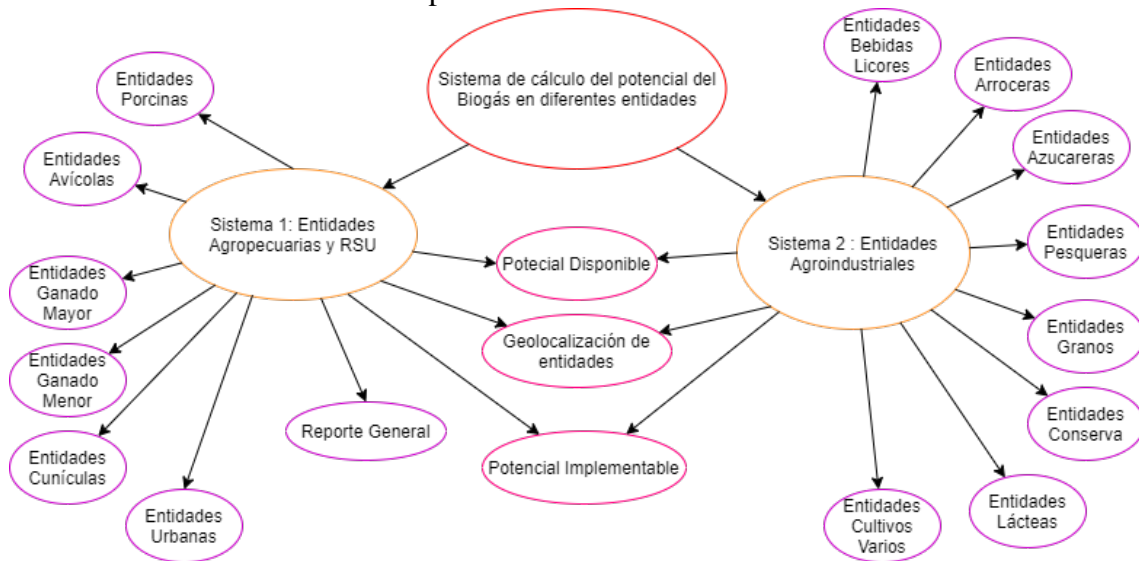 Entidades
Bebidas
Licores
Sistema de cálculo del potencial del
Biogás en diferentes entidades
Entidades
Porcinas
Entidades
Arroceras
Entidades
Avícolas
Entidades
Azucareras
Sistema 1: Entidades
Agropecuarias y RSU
Sistema 2 : Entidades
Agroindustriales
Entidades
Pesqueras
Potecial Disponible
Entidades
Ganado
Mayor
Geolocalización de
entidades
Entidades
Granos
Entidades
Ganado
Menor
Reporte General
Entidades
Conserva
Entidades
Cunículas
Potencial Implementable
Entidades
Urbanas
Entidades
Cultivos
Varios
Entidades
Lácteas